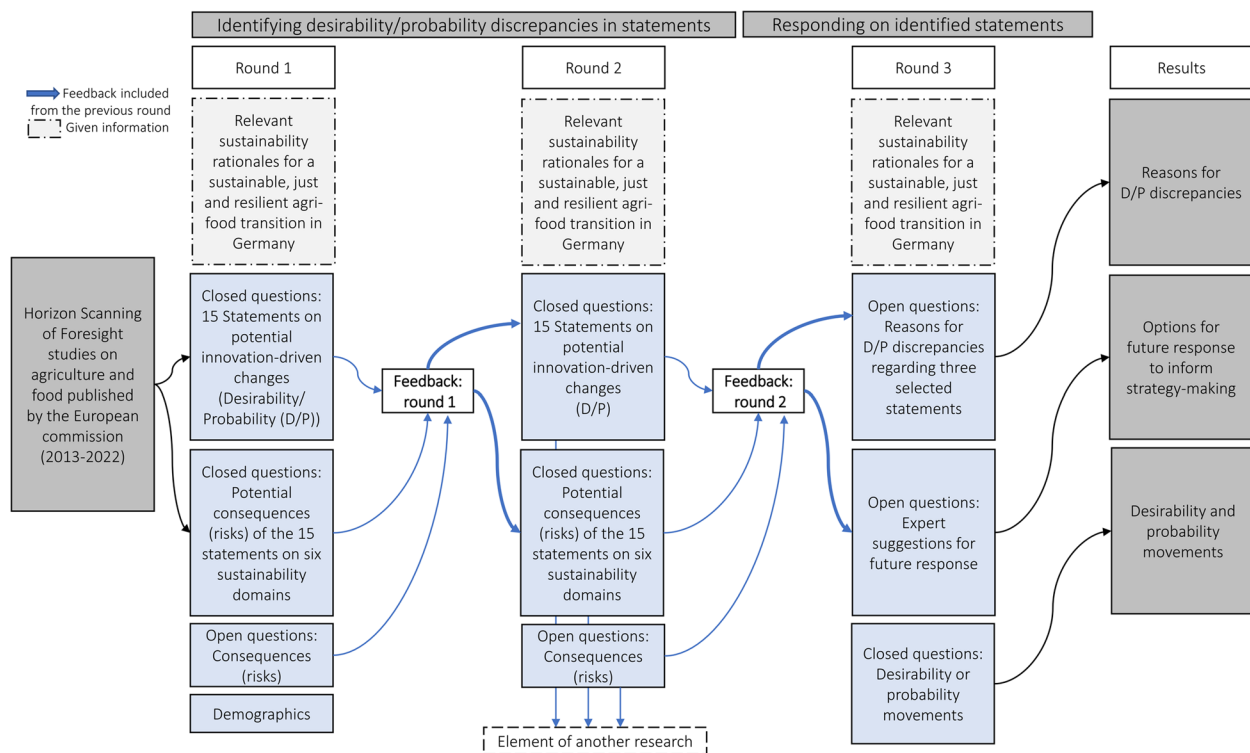 Identifying desirability/probability discrepancies in statements
Responding on identified statements
Round 1
Round 2
Round 3
Results
Feedback included
from the previous round
Given information
Relevant
sustainability
rationales for a
sustainable, just
and resilient agri-
food transition in
Germany
Relevant
sustainability
rationales for a
sustainable, just
and resilient agri-
food transition in
Germany
Relevant
sustainability
rationales for a
sustainable, just
and resilient agri-
food transition in
Germany
Reasons for
D/P discrepancies
Horizon Scanning
of Foresight
studies on
agriculture and
food published
by the European
commission
(2013-2022)
Closed questions:
15 Statements on
potential
innovation-driven
changes
(Desirability/
Probability (D/P))
Feedback:
round 1
Closed questions:
15 Statements on
potential
innovation-driven
changes
(D/P)
Feedback:
round 2
Open questions:
Reasons for
D/P discrepancies
regarding three
selected
statements
Options for
future response
to inform
strategy-making
Closed questions:
Potential
consequences
(risks) of the 15
statements on six
sustainability
domains
Closed questions:
Potential
consequences
(risks) of the 15
statements on six
sustainability
domains
Open questions:
Expert
suggestions for
future response
Desirability and
probability
movements
Open questions:
Consequences
(risks)
Open questions:
Consequences
(risks)
Closed questions:
Desirability or
probability
movements
Demographics
Element of another research